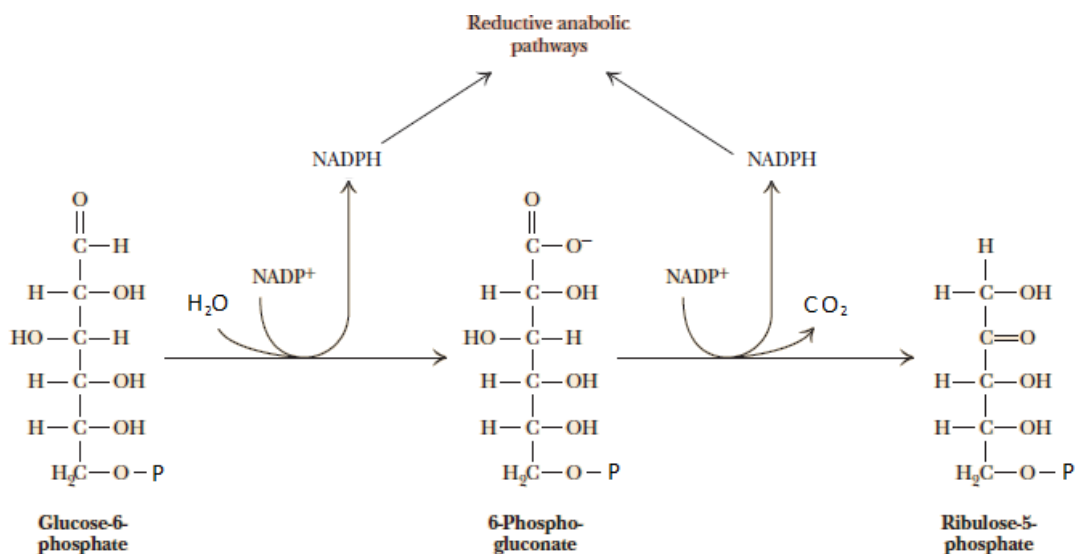 Reductive anabolic
pathways
NADPH
NADPH
O
C—H
H—C—OH
HO—C—H
H—C—OH
H—C—OH
H₂C—O—P
Glucose-6-
phosphate
H₂O
NADP+
O
C—O−
H—C—OH
HO—C—H
H—C—OH
H—C—OH
H₂C—O—P
6-Phospho-
gluconate
NADP+
CO₂
H
H—C—OH
C=O
H—C—OH
H—C—OH
H₂C—O—P
Ribulose-5-
phosphate